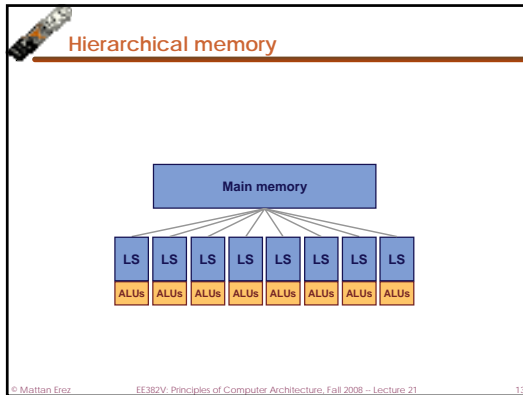 Hierarchical memory
Main memory
LS LS LS LS LS LS LS LS
ALUs ALUs ALUs ALUs ALUs ALUs ALUs ALUs
© Mattan Erez EE382V: Principles of Computer Architecture, Fall 2008 -- Lecture 21 13